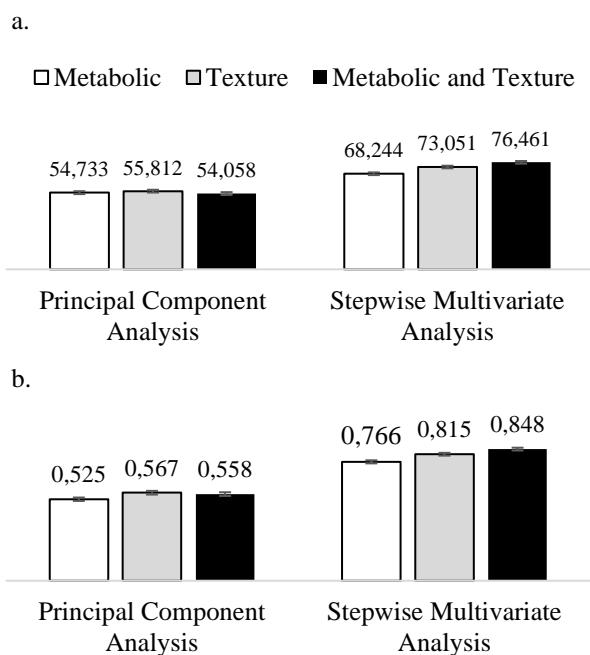 a.
Metabolic Texture Metabolic and Texture
54,733 55,812 54,058 68,244 73,051 76,461
Principal Component Analysis
Stepwise Multivariate Analysis
b.
0,525 0,567 0,558 0,766 0,815 0,848
Principal Component Analysis
Stepwise Multivariate Analysis